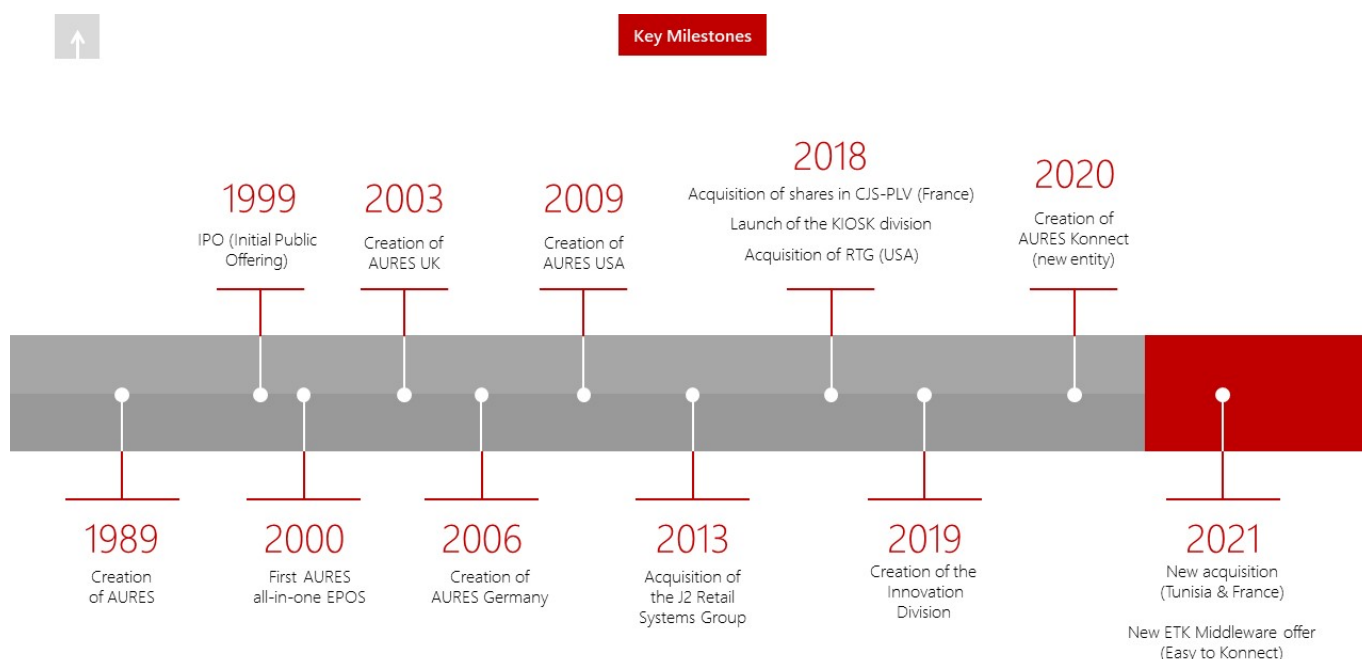 Key Milestones
1999
IPO (Initial Public
Offering)
2003
Creation of
AURES UK
2009
Creation of
AURES USA
2018
Acquisition of shares in CJS-PLV (France)
Launch of the KIOSK division
Acquisition of RTG (USA)
2020
Creation of
AURES Konnect
(new entity)
1989
Creation
of AURES
2000
First AURES
all-in-one EPOS
2006
Creation of
AURES Germany
2013
Acquisition of
the J2 Retail
Systems Group
2019
Creation of the
Innovation
Division
2021
New acquisition
(Tunisia & France)
New ETK Middleware offer
(Easy to Konnect)